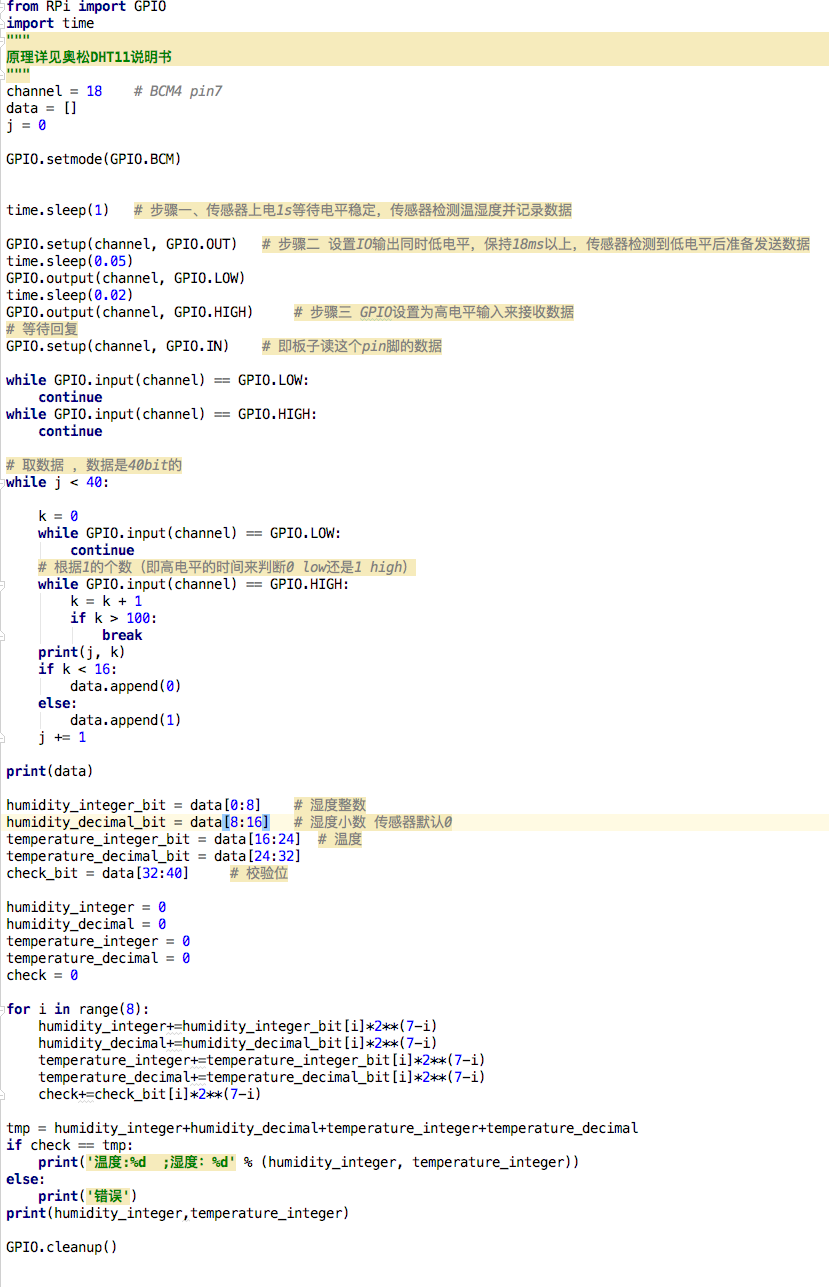 from RPi import GPIO
import time
"""
原理详见奥松DHT11说明书
"""
channel = 18    # BCM4 pin7
data = []
j = 0

GPIO.setmode(GPIO.BCM)


time.sleep(1)   # 步骤一、传感器上电1s等待电平稳定，传感器检测温湿度并记录数据

GPIO.setup(channel, GPIO.OUT)   # 步骤二 设置IO输出同时低电平，保持18ms以上，传感器检测到低电平后准备发送数据
time.sleep(0.05)
GPIO.output(channel, GPIO.LOW)
time.sleep(0.02)
GPIO.output(channel, GPIO.HIGH)     # 步骤三 GPIO设置为高电平输入来接收数据
# 等待回复
GPIO.setup(channel, GPIO.IN)    # 即板子读这个pin脚的数据

while GPIO.input(channel) == GPIO.LOW:
    continue
while GPIO.input(channel) == GPIO.HIGH:
    continue

# 取数据 ，数据是40bit的
while j < 40:

    k = 0
    while GPIO.input(channel) == GPIO.LOW:
        continue
    # 根据1的个数（即高电平的时间来判断0 low还是1 high）
    while GPIO.input(channel) == GPIO.HIGH:
        k = k + 1
        if k > 100:
            break
    print(j, k)
    if k < 16:
        data.append(0)
    else:
        data.append(1)
    j += 1

print(data)

humidity_integer_bit = data[0:8]    # 湿度整数
humidity_decimal_bit = data[8:16]   # 湿度小数 传感器默认0
temperature_integer_bit = data[16:24]  # 温度
temperature_decimal_bit = data[24:32]
check_bit = data[32:40]     # 校验位

humidity_integer = 0
humidity_decimal = 0
temperature_integer = 0
temperature_decimal = 0
check = 0

for i in range(8):
    humidity_integer+=humidity_integer_bit[i]*2**(7-i)
    humidity_decimal+=humidity_decimal_bit[i]*2**(7-i)
    temperature_integer+=temperature_integer_bit[i]*2**(7-i)
    temperature_decimal+=temperature_decimal_bit[i]*2**(7-i)
    check+=check_bit[i]*2**(7-i)

tmp = humidity_integer+humidity_decimal+temperature_integer+temperature_decimal
if check == tmp:
    print('温度:%d  ;湿度：%d' % (humidity_integer, temperature_integer))
else:
    print('错误')
print(humidity_integer,temperature_integer)

GPIO.cleanup()